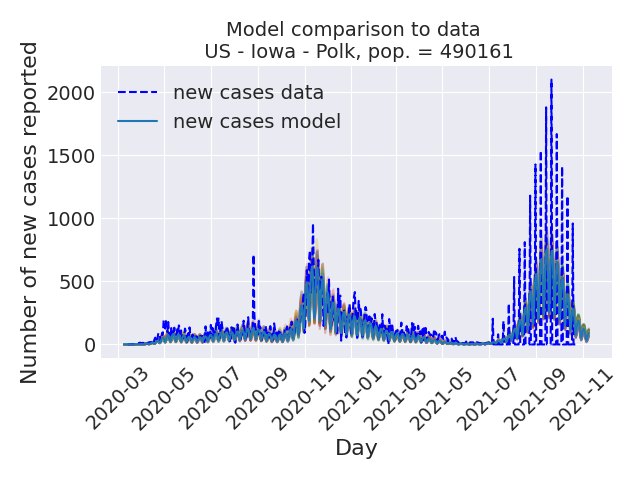 Model comparison to data
US - Iowa - Polk, pop. = 490161
Number of new cases reported
2000
1500
1000
500
0
new cases data
new cases model
2020-03
2020-05
2020-07
2020-09
2020-11
2021-01
2021-03
2021-05
2021-07
2021-09
2021-11
Day